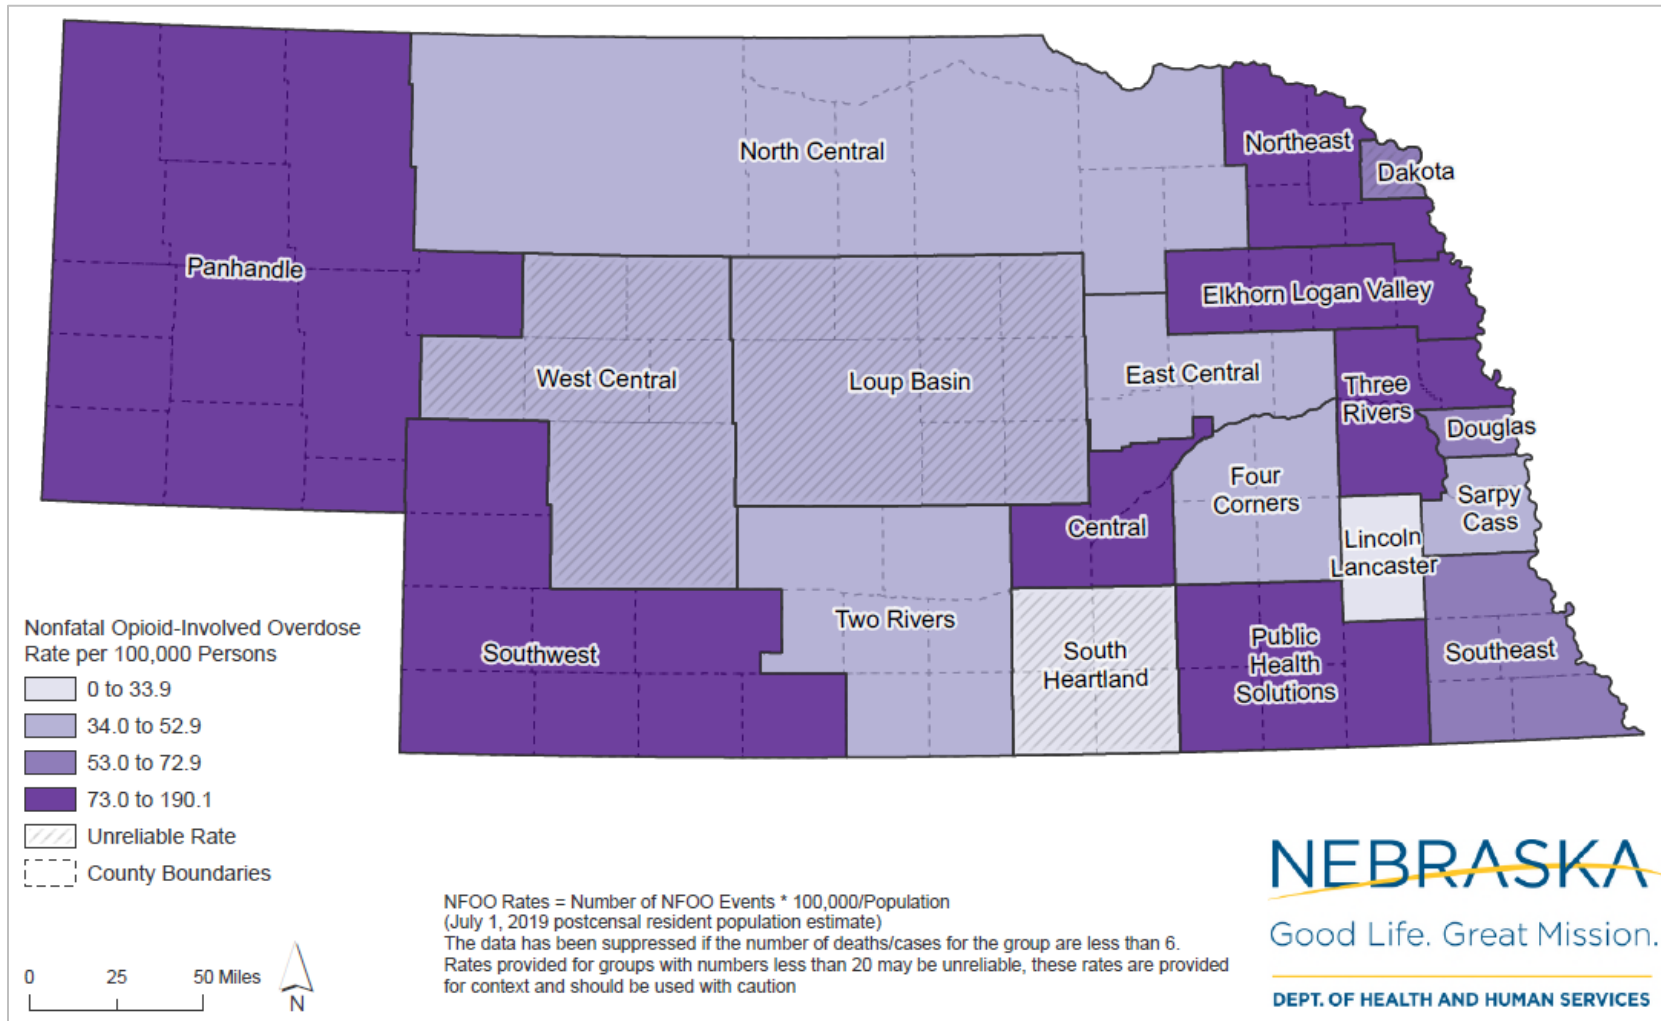 North Central
Northeast
Dakota
Panhandle
Elkhorn Logan Valley
West Central
Loup Basin
East Central
Three
Rivers
Douglas
Four
Corners
Sarpy
Cass
Central
Lincoln
Lancaster
Two Rivers
Southwest
South
Heartland
Public
Health
Solutions
Southeast
Nonfatal Opioid-Involved Overdose
Rate per 100,000 Persons
0 to 33.9
34.0 to 52.9
53.0 to 72.9
73.0 to 190.1
Unreliable Rate
County Boundaries
0 25 50 Miles
N
NFOO Rates = Number of NFOO Events * 100,000/Population
(July 1, 2019 postcensal resident population estimate)
The data has been suppressed if the number of deaths/cases for the group are less than 6.
Rates provided for groups with numbers less than 20 may be unreliable, these rates are provided
for context and should be used with caution
NEBRASKA
Good Life. Great Mission.
DEPT. OF HEALTH AND HUMAN SERVICES